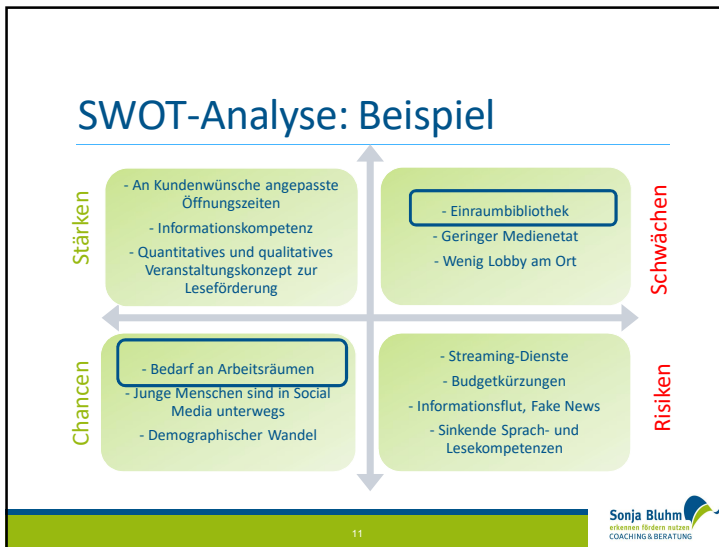 SWOT-Analyse: Beispiel
Stärken
- An Kundenwünsche angepasste
Öffnungszeiten
- Informationskompetenz
- Quantitatives und qualitatives
Veranstaltungskonzept zur
Leseförderung
- Einraumbibliothek
- Geringer Medienetat
- Wenig Lobby am Ort
Schwächen
Chancen
- Bedarf an Arbeitsräumen
- Junge Menschen sind in Social
Media unterwegs
- Demographischer Wandel
- Streaming-Dienste
- Budgetkürzungen
- Informationsflut, Fake News
- Sinkende Sprach- und
Lesekompetenzen
Risiken
11
Sonja Bluhm
erkennen fördern nutzen
COACHING & BERATUNG